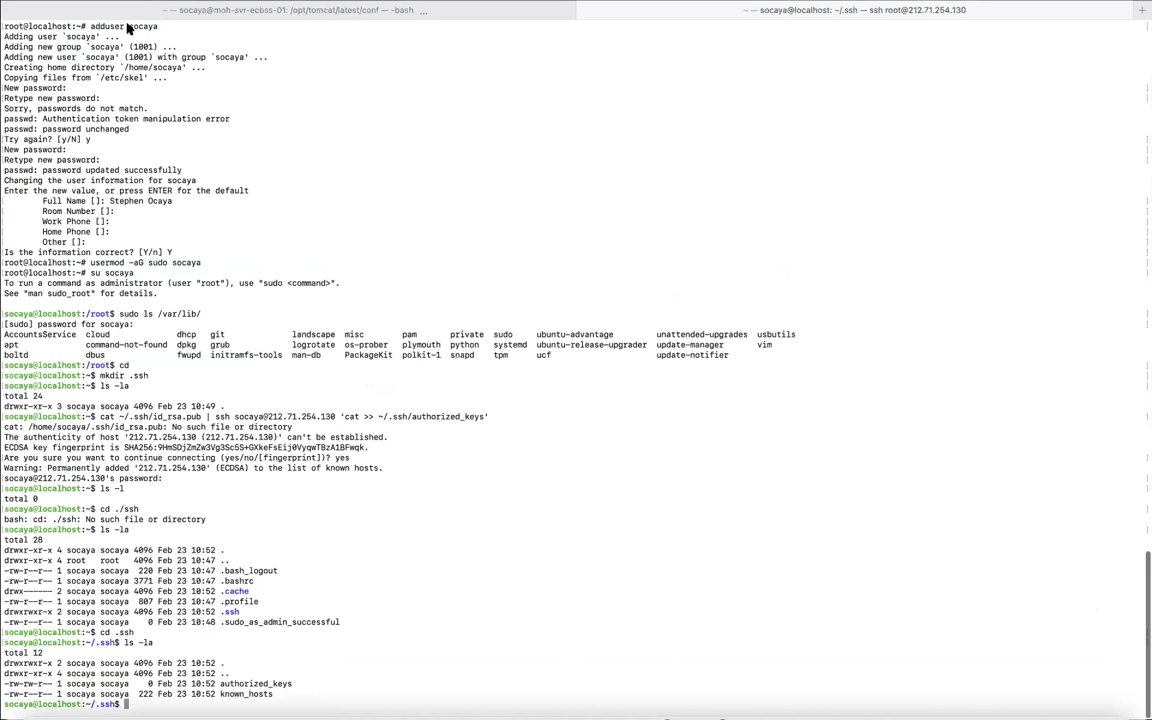 ~ — socaya@moh-svr-ecbss-01: /opt/tomcat/latest/conf — -bash ...
~ — socaya@localhost: ~/.ssh — ssh root@212.71.254.130
root@localhost:~# adduser socaya
Adding user `socaya' ...
Adding new group `socaya' (1001) ...
Adding new user `socaya' (1001) with group `socaya' ...
Creating home directory `/home/socaya' ...
Copying files from `/etc/skel' ...
New password:
Retype new password:
Sorry, passwords do not match.
passwd: Authentication token manipulation error
passwd: password unchanged
Try again? [y/N] y
New password:
Retype new password:
passwd: password updated successfully
Changing the user information for socaya
Enter the new value, or press ENTER for the default
Full Name []: Stephen Ocaya
Room Number []:
Work Phone []:
Home Phone []:
Other []:
Is the information correct? [Y/n] Y
root@localhost:~# usermod -aG sudo socaya
root@localhost:~# su socaya
To run a command as administrator (user "root"), use "sudo <command>".
See "man sudo_root" for details.
socaya@localhost:/root$ sudo ls /var/lib/
[sudo] password for socaya:
AccountsService cloud dhcp git landscape misc pam private sudo ubuntu-advantage unattended-upgrades usbutils
apt command-not-found dpkg grub logrotate os-prober plymouth python systemd ubuntu-release-upgrader update-manager vim
boltd dbus fwupd initramfs-tools man-db PackageKit polkit-1 snapd tpm ucf update-notifier
socaya@localhost:/root$ cd
socaya@localhost:~$ mkdir .ssh
socaya@localhost:~$ ls -la
total 24
drwxr-xr-x 3 socaya socaya 4096 Feb 23 10:49 .
socaya@localhost:~$ cat ~/.ssh/id_rsa.pub | ssh socaya@212.71.254.130 'cat >> ~/.ssh/authorized_keys'
cat: /home/socaya/.ssh/id_rsa.pub: No such file or directory
The authenticity of host '212.71.254.130 (212.71.254.130)' can't be established.
ECDSA key fingerprint is SHA256:9HmSDjZmZw3Vg3Sc5S+GXkeFsEij0VyqwTBzA1BFwqk.
Are you sure you want to continue connecting (yes/no/[fingerprint])? yes
Warning: Permanently added '212.71.254.130' (ECDSA) to the list of known hosts.
socaya@212.71.254.130's password:
socaya@localhost:~$ ls -l
total 0
socaya@localhost:~$ cd ./ssh
bash: cd: ./ssh: No such file or directory
socaya@localhost:~$ ls -la
total 28
drwxr-xr-x 4 socaya socaya 4096 Feb 23 10:52 .
drwxr-xr-x 4 root root 4096 Feb 23 10:47 ..
-rw-r--r-- 1 socaya socaya 220 Feb 23 10:47 .bash_logout
-rw-r--r-- 1 socaya socaya 3771 Feb 23 10:47 .bashrc
drwx------ 2 socaya socaya 4096 Feb 23 10:52 .cache
-rw-r--r-- 1 socaya socaya 807 Feb 23 10:47 .profile
drwxrwxr-x 2 socaya socaya 4096 Feb 23 10:52 .ssh
-rw-r--r-- 1 socaya socaya 0 Feb 23 10:48 .sudo_as_admin_successful
socaya@localhost:~$ cd .ssh
socaya@localhost:~/.ssh$ ls -la
total 12
drwxrwxr-x 2 socaya socaya 4096 Feb 23 10:52 .
drwxr-xr-x 4 socaya socaya 4096 Feb 23 10:52 ..
-rw-rw-r-- 1 socaya socaya 0 Feb 23 10:52 authorized_keys
-rw-r--r-- 1 socaya socaya 222 Feb 23 10:52 known_hosts
socaya@localhost:~/.ssh$